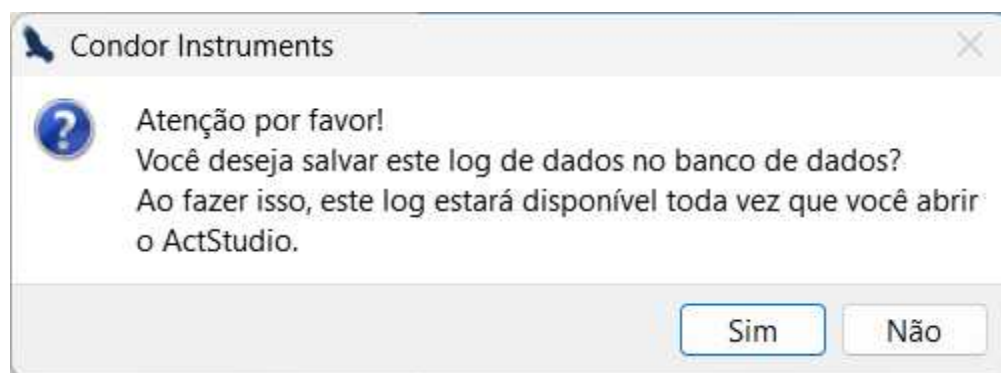 Condor Instruments
Atenção por favor!
Você deseja salvar este log de dados no banco de dados?
Ao fazer isso, este log estará disponível toda vez que você abrir
o ActStudio.
Sim Não